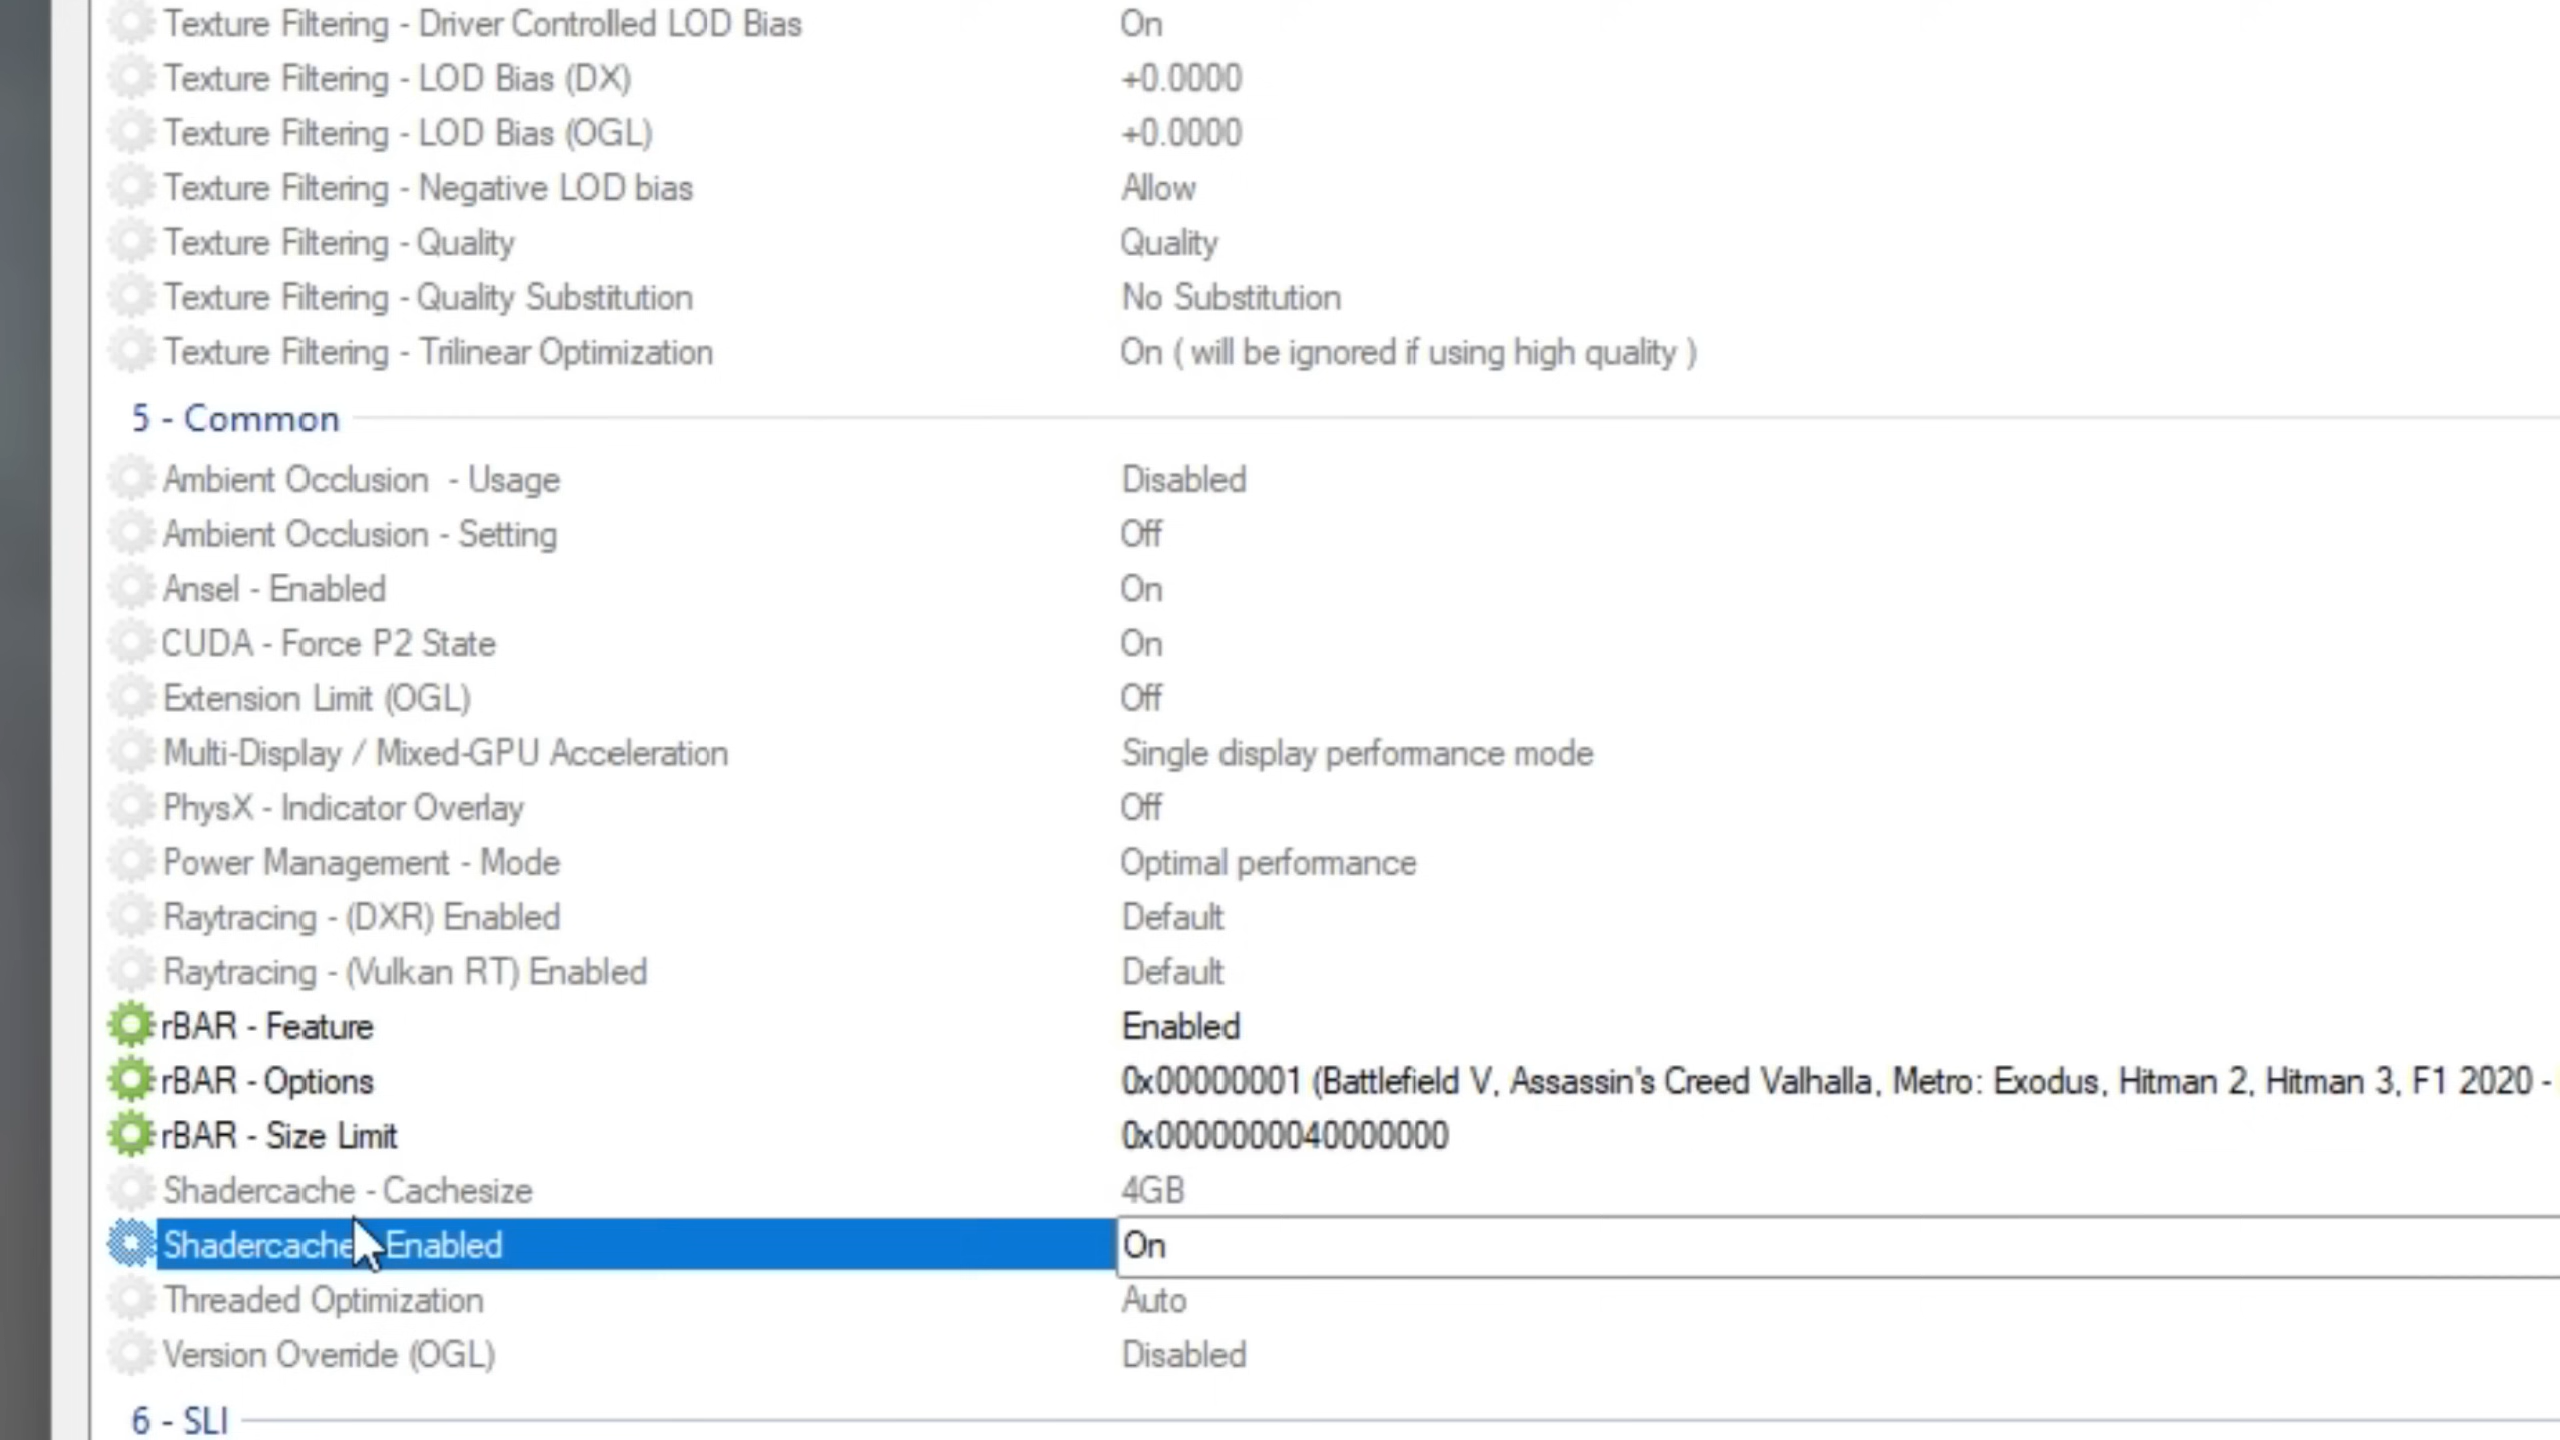 Texture Filtering - Driver Controlled LOD Bias On
Texture Filtering - LOD Bias (DX) +0.0000
Texture Filtering - LOD Bias (OGL) +0.0000
Texture Filtering - Negative LOD bias Allow
Texture Filtering - Quality Quality
Texture Filtering - Quality Substitution No Substitution
Texture Filtering - Trilinear Optimization On ( will be ignored if using high quality )
5 - Common
Ambient Occlusion - Usage Disabled
Ambient Occlusion - Setting Off
Ansel - Enabled On
CUDA - Force P2 State On
Extension Limit (OGL) Off
Multi-Display / Mixed-GPU Acceleration Single display performance mode
PhysX - Indicator Overlay Off
Power Management - Mode Optimal performance
Raytracing - (DXR) Enabled Default
Raytracing - (Vulkan RT) Enabled Default
rBAR - Feature Enabled
rBAR - Options 0x00000001 (Battlefield V, Assassin's Creed Valhalla, Metro: Exodus, Hitman 2, Hitman 3, F1 2020 -
rBAR - Size Limit 0x0000000040000000
Shadercache - Cachesize 4GB
Shadercache Enabled On
Threaded Optimization Auto
Version Override (OGL) Disabled
6 - SLI